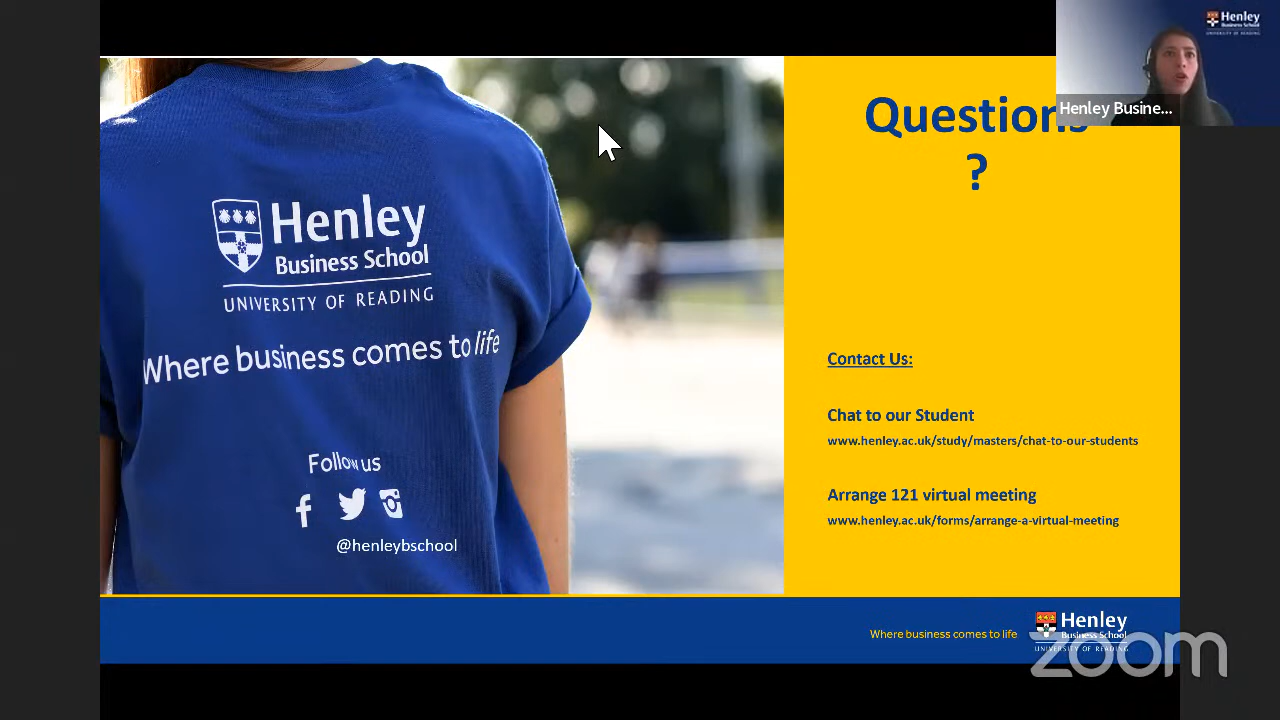 Henley
Business School
UNIVERSITY OF READING
Where business comes to life
Follow us
@henleybschool
Questions
?
Contact Us:
Chat to our Student
www.henley.ac.uk/study/masters/chat-to-our-students
Arrange 121 virtual meeting
www.henley.ac.uk/forms/arrange-a-virtual-meeting
Henley
Business School
UNIVERSITY OF READING
Henley Busine...
Where business comes to life
Henley
Business School
UNIVERSITY OF READING
zoom